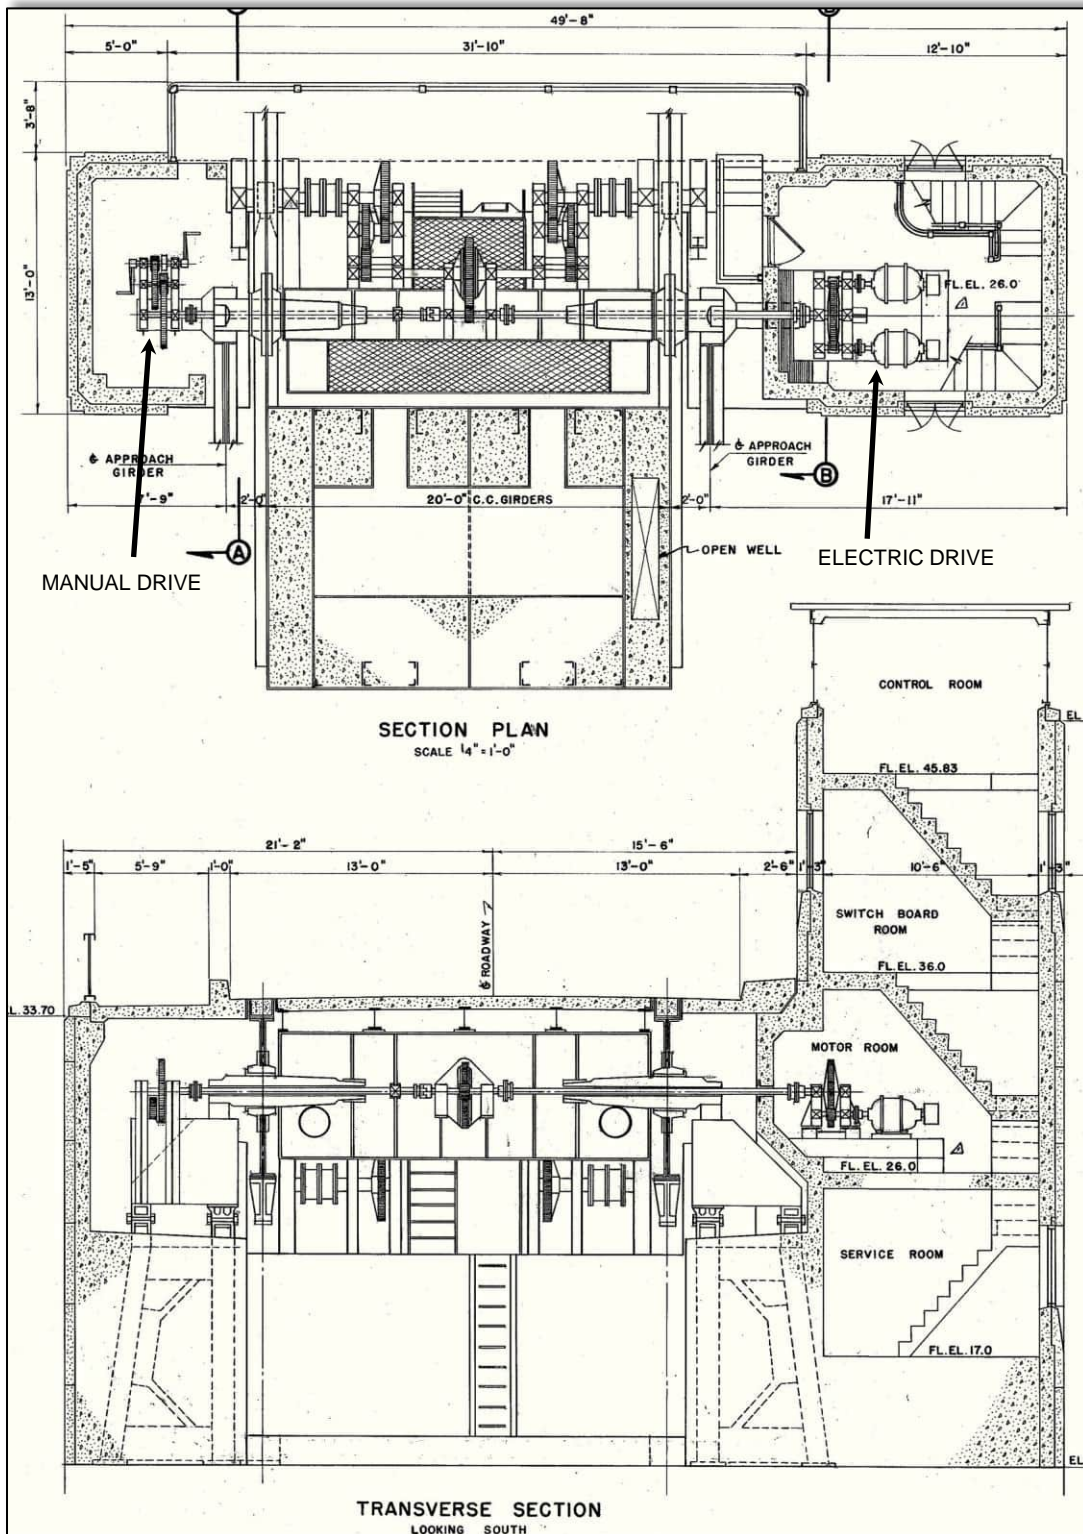 49'-8"
5'-0"
31'-10"
12'-10"
3'-8"
13'-0"
FL. EL. 26.0'
℄ APPROACH
GIRDER
℄ APPROACH
GIRDER
B
7'-9"
2'-0"
20'-0" C.C. GIRDERS
2'-0"
17'-11"
A
OPEN WELL
MANUAL DRIVE
ELECTRIC DRIVE
CONTROL ROOM
SECTION PLAN
SCALE 1/4" = 1'-0"
EL.
FL. EL. 45.83
21'-2"
15'-6"
1'-5"
5'-9"
1'-0"
13'-0"
13'-0"
2'-6"
1'-3"
10'-6"
1'-3"
SWITCH BOARD
ROOM
℄ ROADWAY
FL. EL. 36.0
L. 33.70
MOTOR ROOM
FL. EL. 26.0
SERVICE ROOM
FL. EL. 17.0
EL
TRANSVERSE SECTION
LOOKING SOUTH